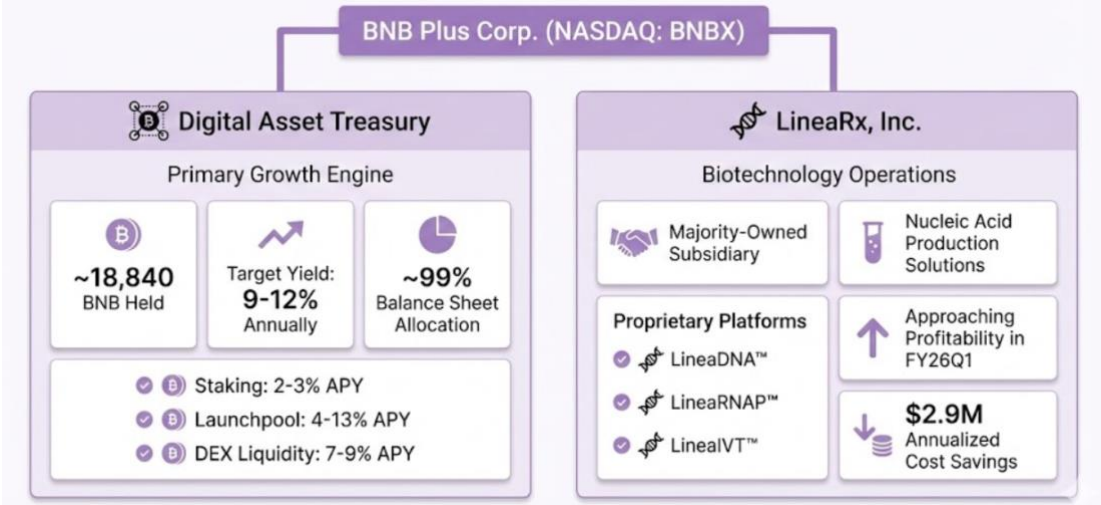 BNB Plus Corp. (NASDAQ: BNBX)
Digital Asset Treasury
Primary Growth Engine
~18,840
BNB Held
Target Yield:
9-12%
Annually
~99%
Balance Sheet
Allocation
Staking: 2-3% APY
Launchpool: 4-13% APY
DEX Liquidity: 7-9% APY
LineaRx, Inc.
Biotechnology Operations
Majority-Owned
Subsidiary
Nucleic Acid
Production
Solutions
Proprietary Platforms
LineaDNA™
LineaRNAP™
LineaIVT™
Approaching
Profitability in
FY26Q1
$2.9M
Annualized
Cost Savings